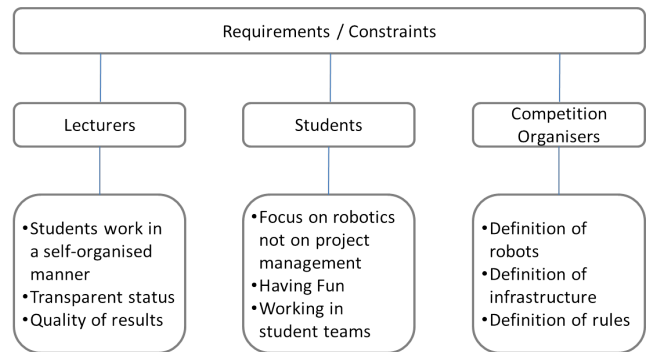 Requirements / Constraints
Lecturers
Students
Competition
Organisers
•Students work in
a self-organised
manner
•Transparent status
•Quality of results
•Focus on robotics
not on project
management
•Having Fun
•Working in
student teams
•Definition of
robots
•Definition of
infrastructure
•Definition of rules